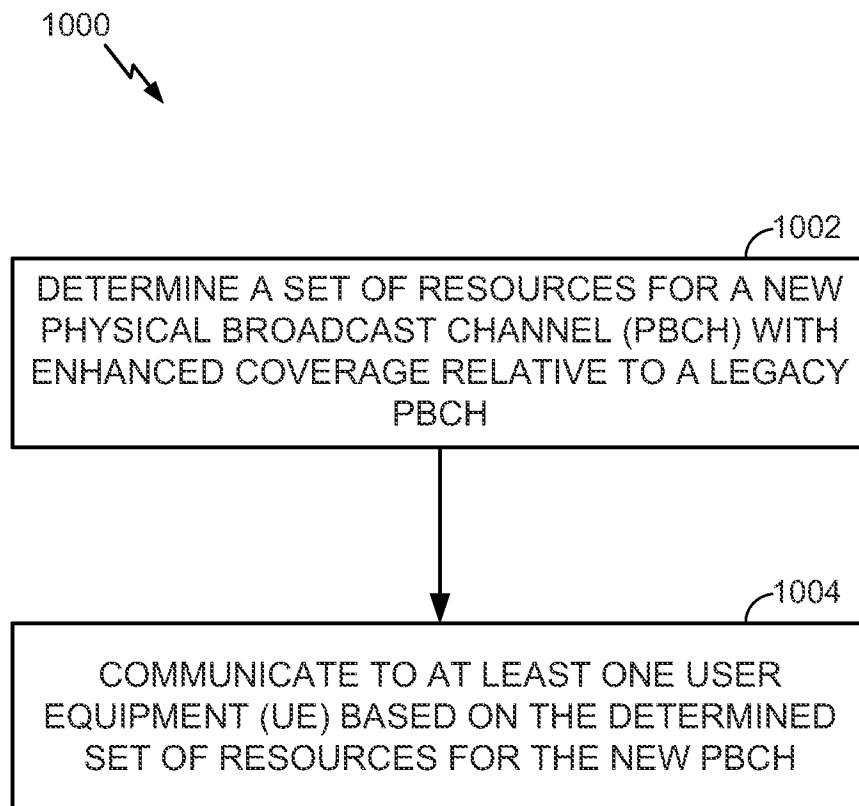 1000
1002
DETERMINE A SET OF RESOURCES FOR A NEW
PHYSICAL BROADCAST CHANNEL (PBCH) WITH
ENHANCED COVERAGE RELATIVE TO A LEGACY
PBCH
1004
COMMUNICATE TO AT LEAST ONE USER
EQUIPMENT (UE) BASED ON THE DETERMINED
SET OF RESOURCES FOR THE NEW PBCH